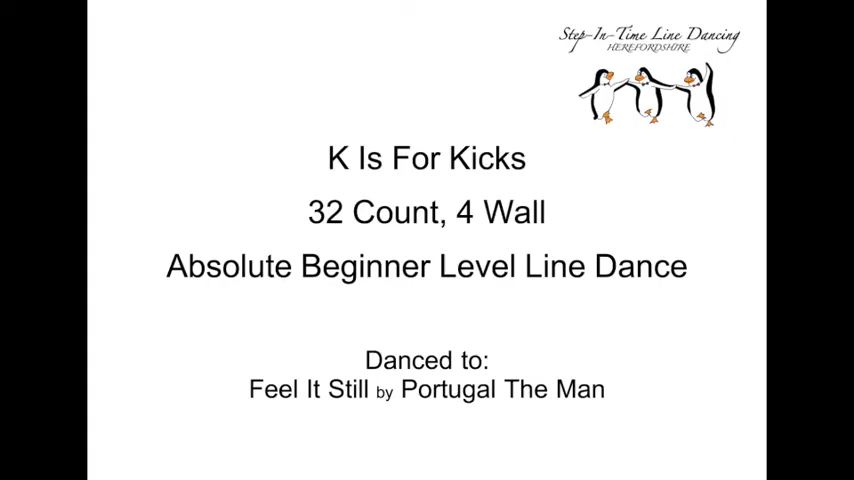 Step-In-Time Line Dancing
HEREFORDSHIRE
K Is For Kicks
32 Count, 4 Wall
Absolute Beginner Level Line Dance
Danced to:
Feel It Still by Portugal The Man